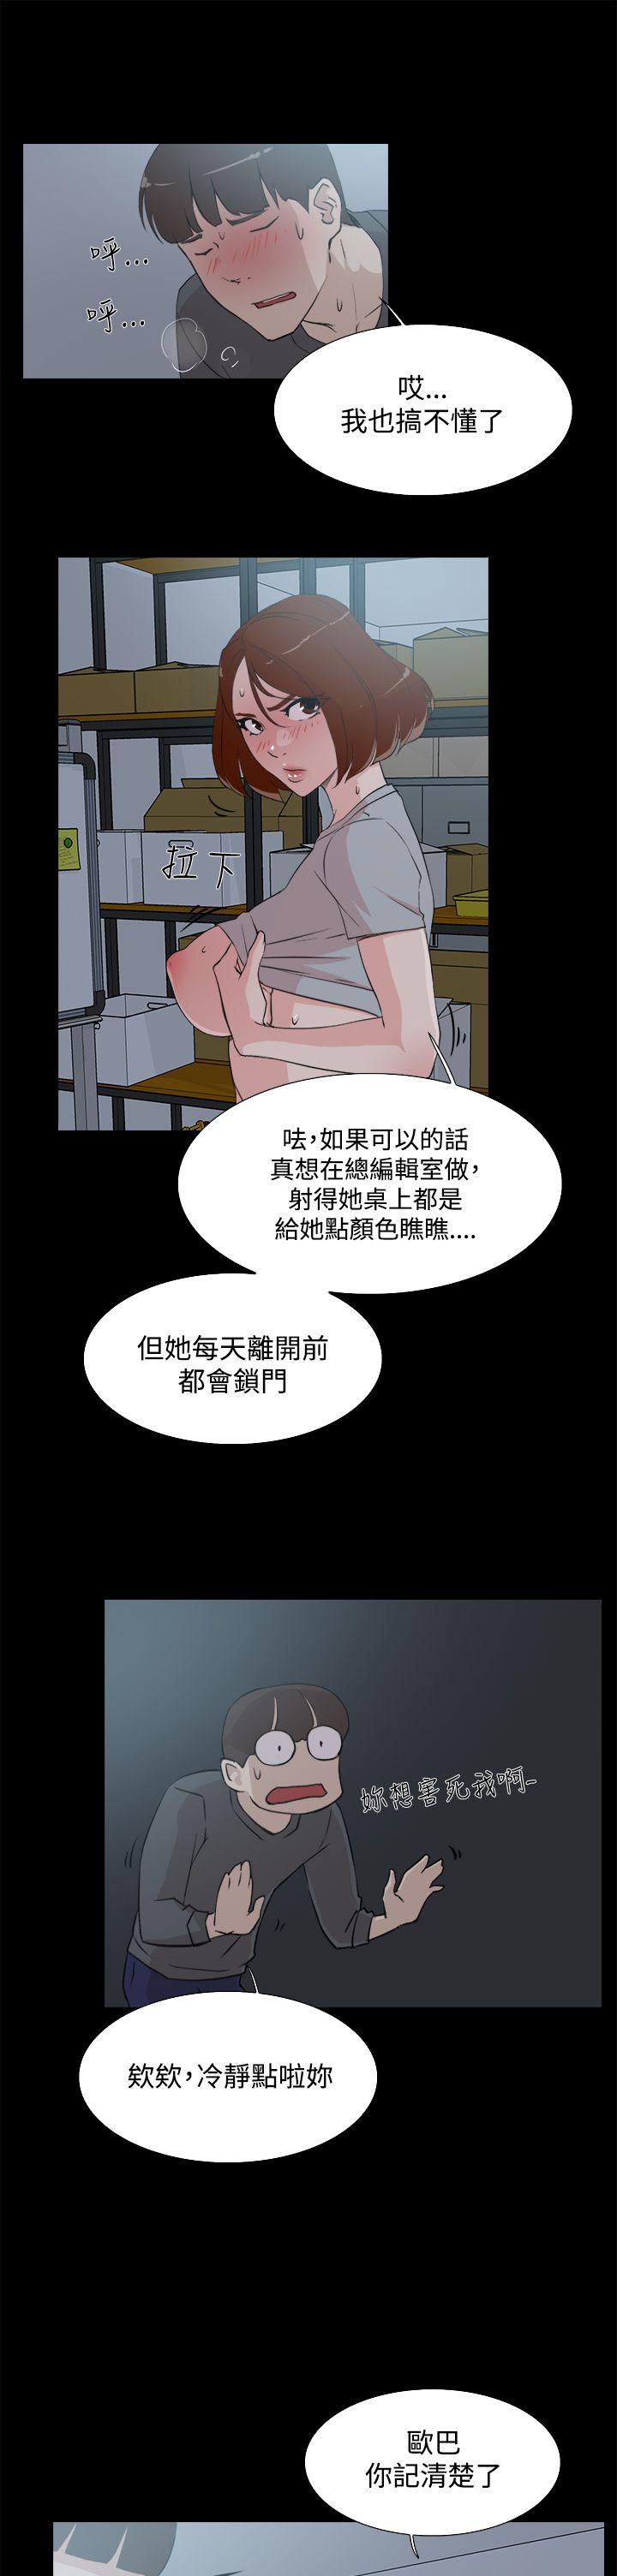 呼…
呼…
哎…
我也搞不懂了
拉下
呿，如果可以的話
真想在總編輯室做，
射得她桌上都是
給她點顏色瞧瞧....
但她每天離開前
都會鎖門
妳想害死我啊~
欸欸，冷靜點啦妳
歐巴
你記清楚了